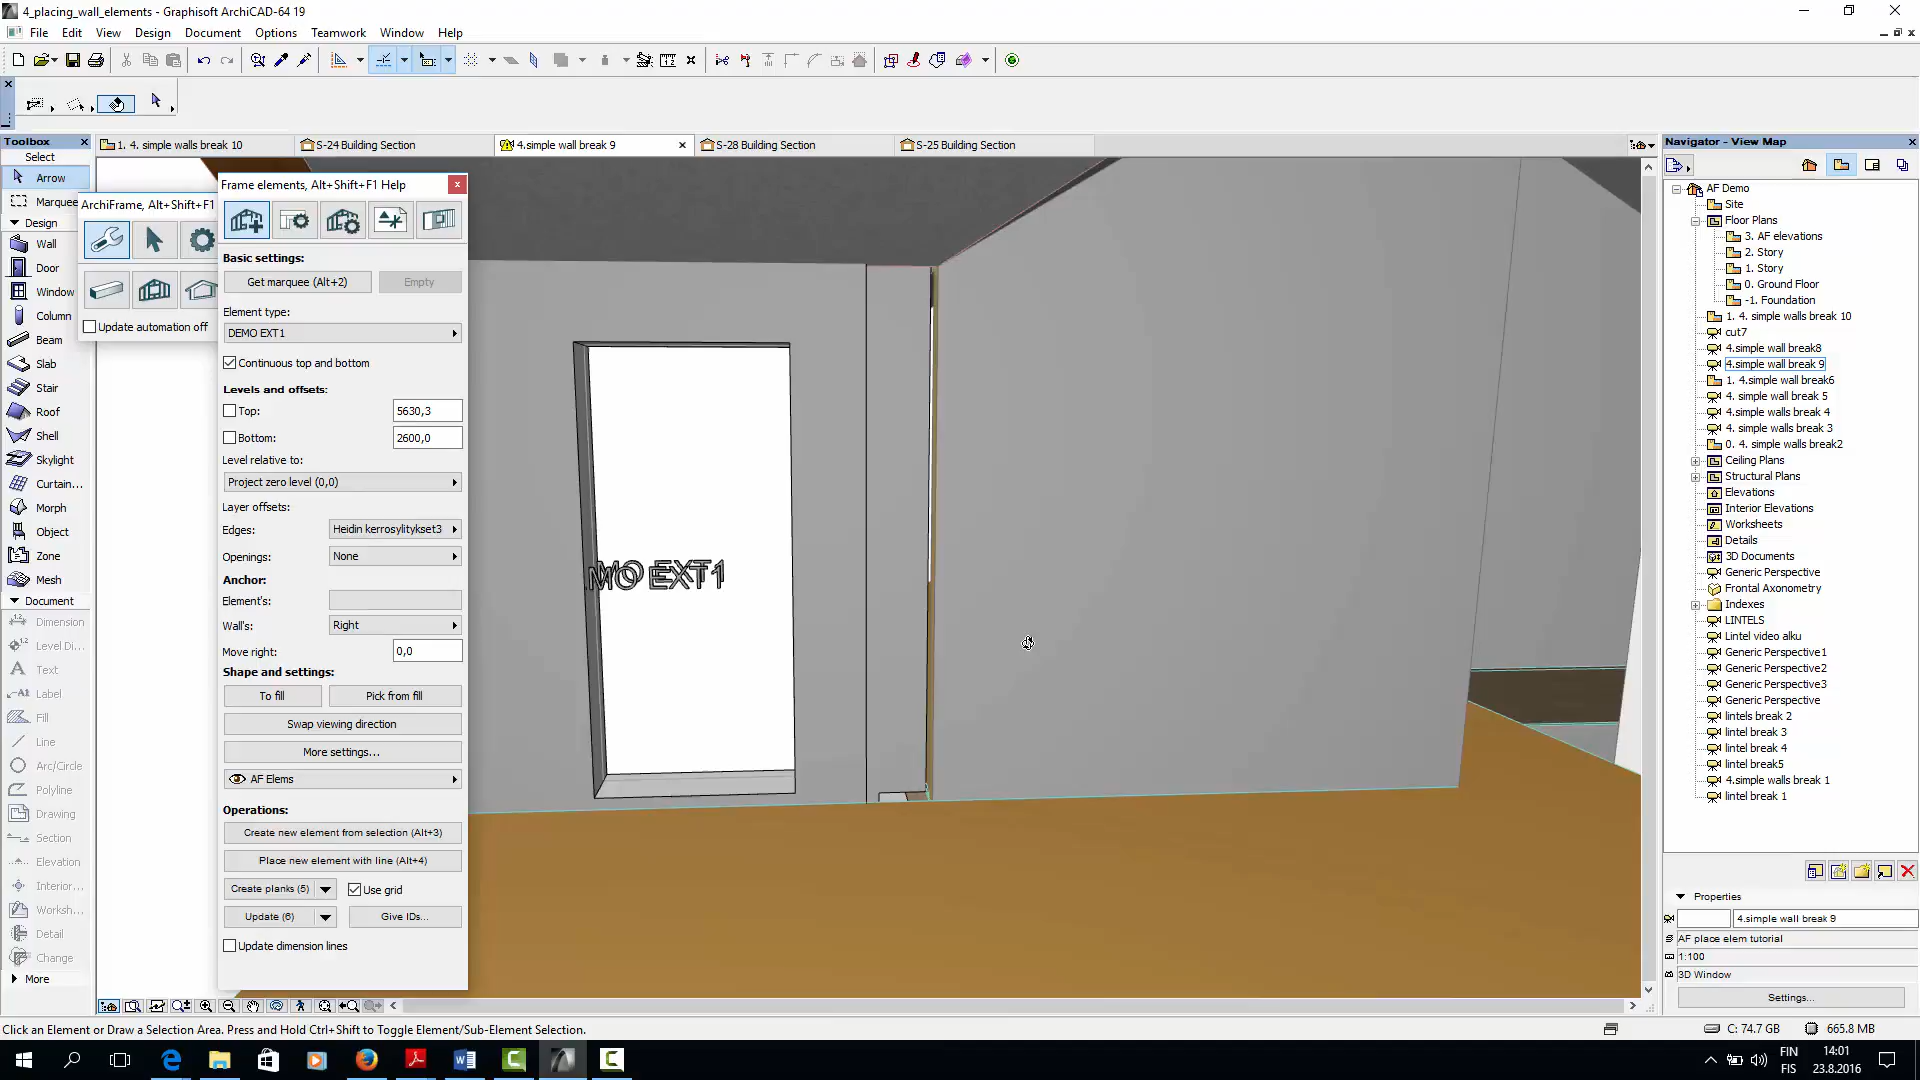 4_placing_wall_elements - Graphisoft ArchiCAD-64 19
File Edit View Design Document Options Teamwork Window Help
Toolbox
1. 4. simple walls break 10
S-24 Building Section
4.simple wall break 9
S-28 Building Section
S-25 Building Section
Select
Arrow
Marquee
Design
Wall
Door
Window
Column
Beam
Slab
Stair
Roof
Shell
Skylight
Curtain...
Morph
Object
Zone
Mesh
Document
Dimension
Level Di...
Text
Label
Fill
Line
Arc/Circle
Polyline
Drawing
Section
Elevation
Interior...
Worksh...
Detail
Change
More
ArchiFrame, Alt+Shift+F1
Update automation off
Frame elements, Alt+Shift+F1 Help
Basic settings:
Get marquee (Alt+2)
Empty
Element type:
DEMO EXT1
Continuous top and bottom
Levels and offsets:
Top: 5630,3
Bottom: 2600,0
Level relative to:
Project zero level (0,0)
Layer offsets:
Edges: Heidin kerrosylitykset3
Openings: None
Anchor:
Element's:
Wall's: Right
Move right: 0,0
Shape and settings:
To fill
Pick from fill
Swap viewing direction
More settings...
AF Elems
Operations:
Create new element from selection (Alt+3)
Place new element with line (Alt+4)
Create planks (5)
Use grid
Update (6)
Give IDs...
Update dimension lines
MO EXT1
Navigator - View Map
AF Demo
Site
Floor Plans
3. AF elevations
2. Story
1. Story
0. Ground Floor
-1. Foundation
1. 4. simple walls break 10
cut7
4.simple wall break8
4.simple wall break 9
1. 4.simple wall break6
4. simple wall break 5
4.simple walls break 4
4. simple walls break 3
0. 4. simple walls break2
Ceiling Plans
Structural Plans
Elevations
Interior Elevations
Worksheets
Details
3D Documents
Generic Perspective
Frontal Axonometry
Indexes
LINTELS
Lintel video alku
Generic Perspective1
Generic Perspective2
Generic Perspective3
Generic Perspective
lintels break 2
lintel break 3
lintel break 4
lintel break5
4.simple walls break 1
lintel break 1
Properties
4.simple wall break 9
AF place elem tutorial
1:100
3D Window
Settings...
Click an Element or Draw a Selection Area. Press and Hold Ctrl+Shift to Toggle Element/Sub-Element Selection.
C: 74.7 GB
665.8 MB
FIN
FIS
14:01
23.8.2016